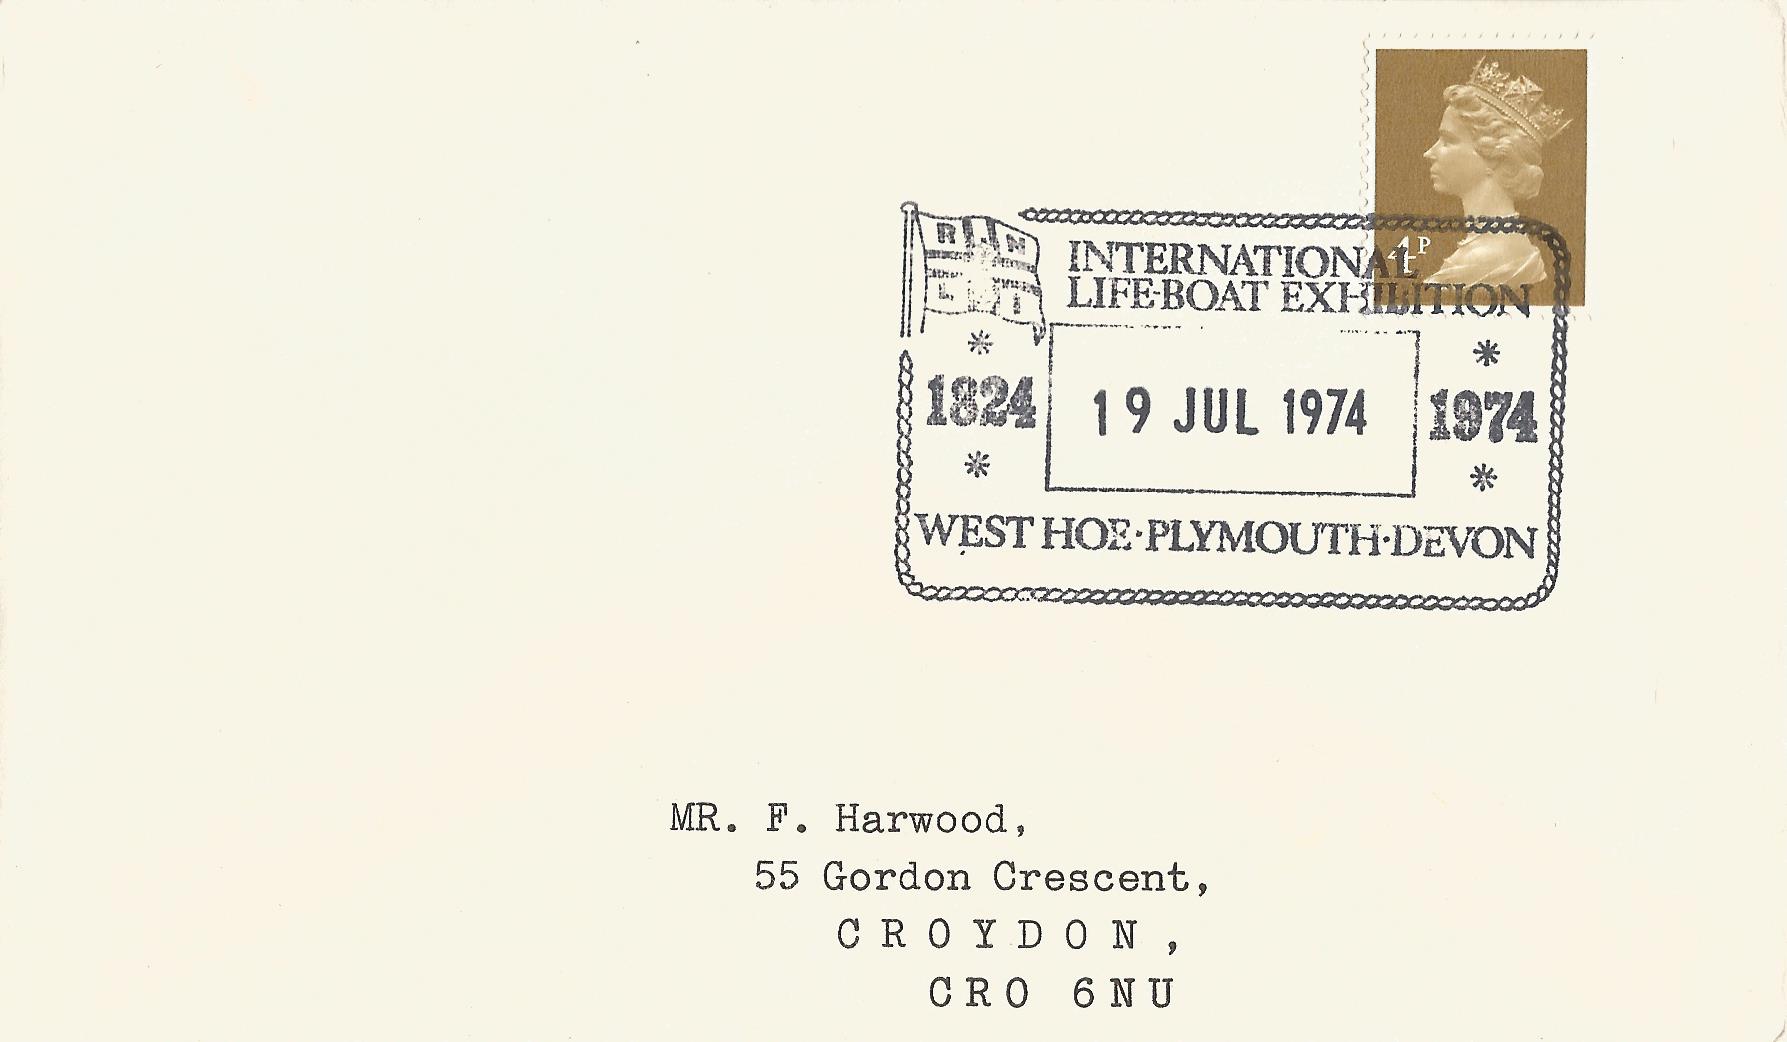 4P
R N
L I
INTERNATIONAL
LIFE-BOAT EXHIBITION
1824
19 JUL 1974
1974
WEST HOE·PLYMOUTH·DEVON
MR. F. Harwood,
55 Gordon Crescent,
CROYDON,
CRO 6NU